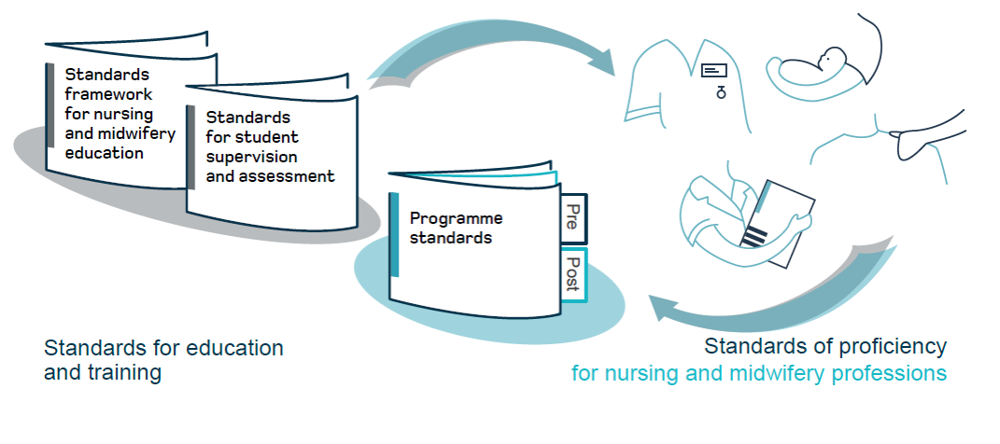 Standards
framework
for nursing
and midwifery
education
Standards
for student
supervision
and assessment
Programme
standards
Pre
Post
Standards for education
and training
Standards of proficiency
for nursing and midwifery professions